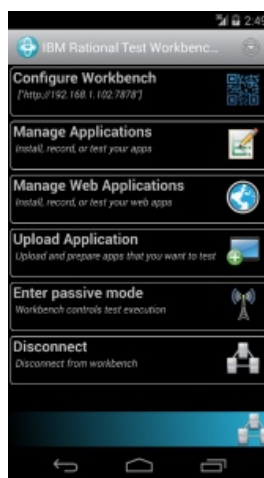 2:49
IBM Rational Test Workbenc...
Configure Workbench
["http://192.168.1.102:7878"]
Manage Applications
Install, record, or test your apps
Manage Web Applications
Install, record, or test your web apps
Upload Application
Upload and prepare apps that you want to test
Enter passive mode
Workbench controls test execution
Disconnect
Disconnect from workbench